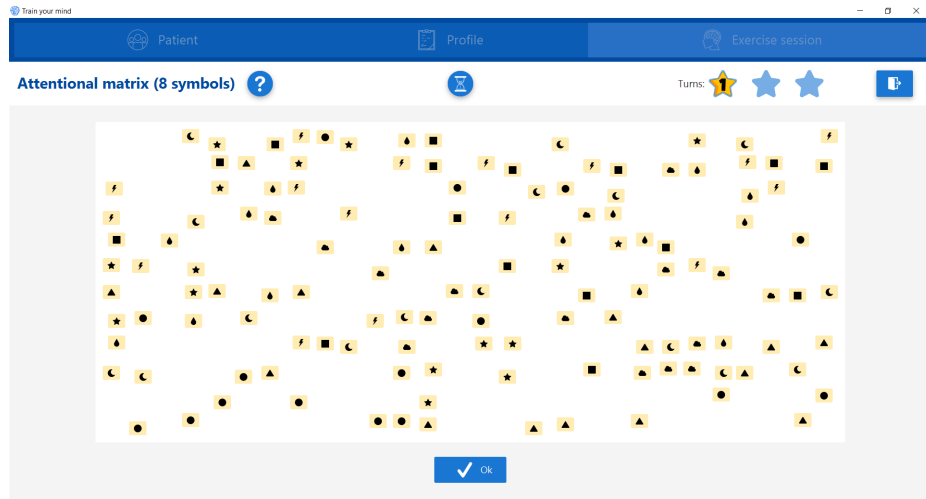 Train your mind
Patient
Profile
Exercise session
Attentional matrix (8 symbols) ?
Turns: 1
Ok